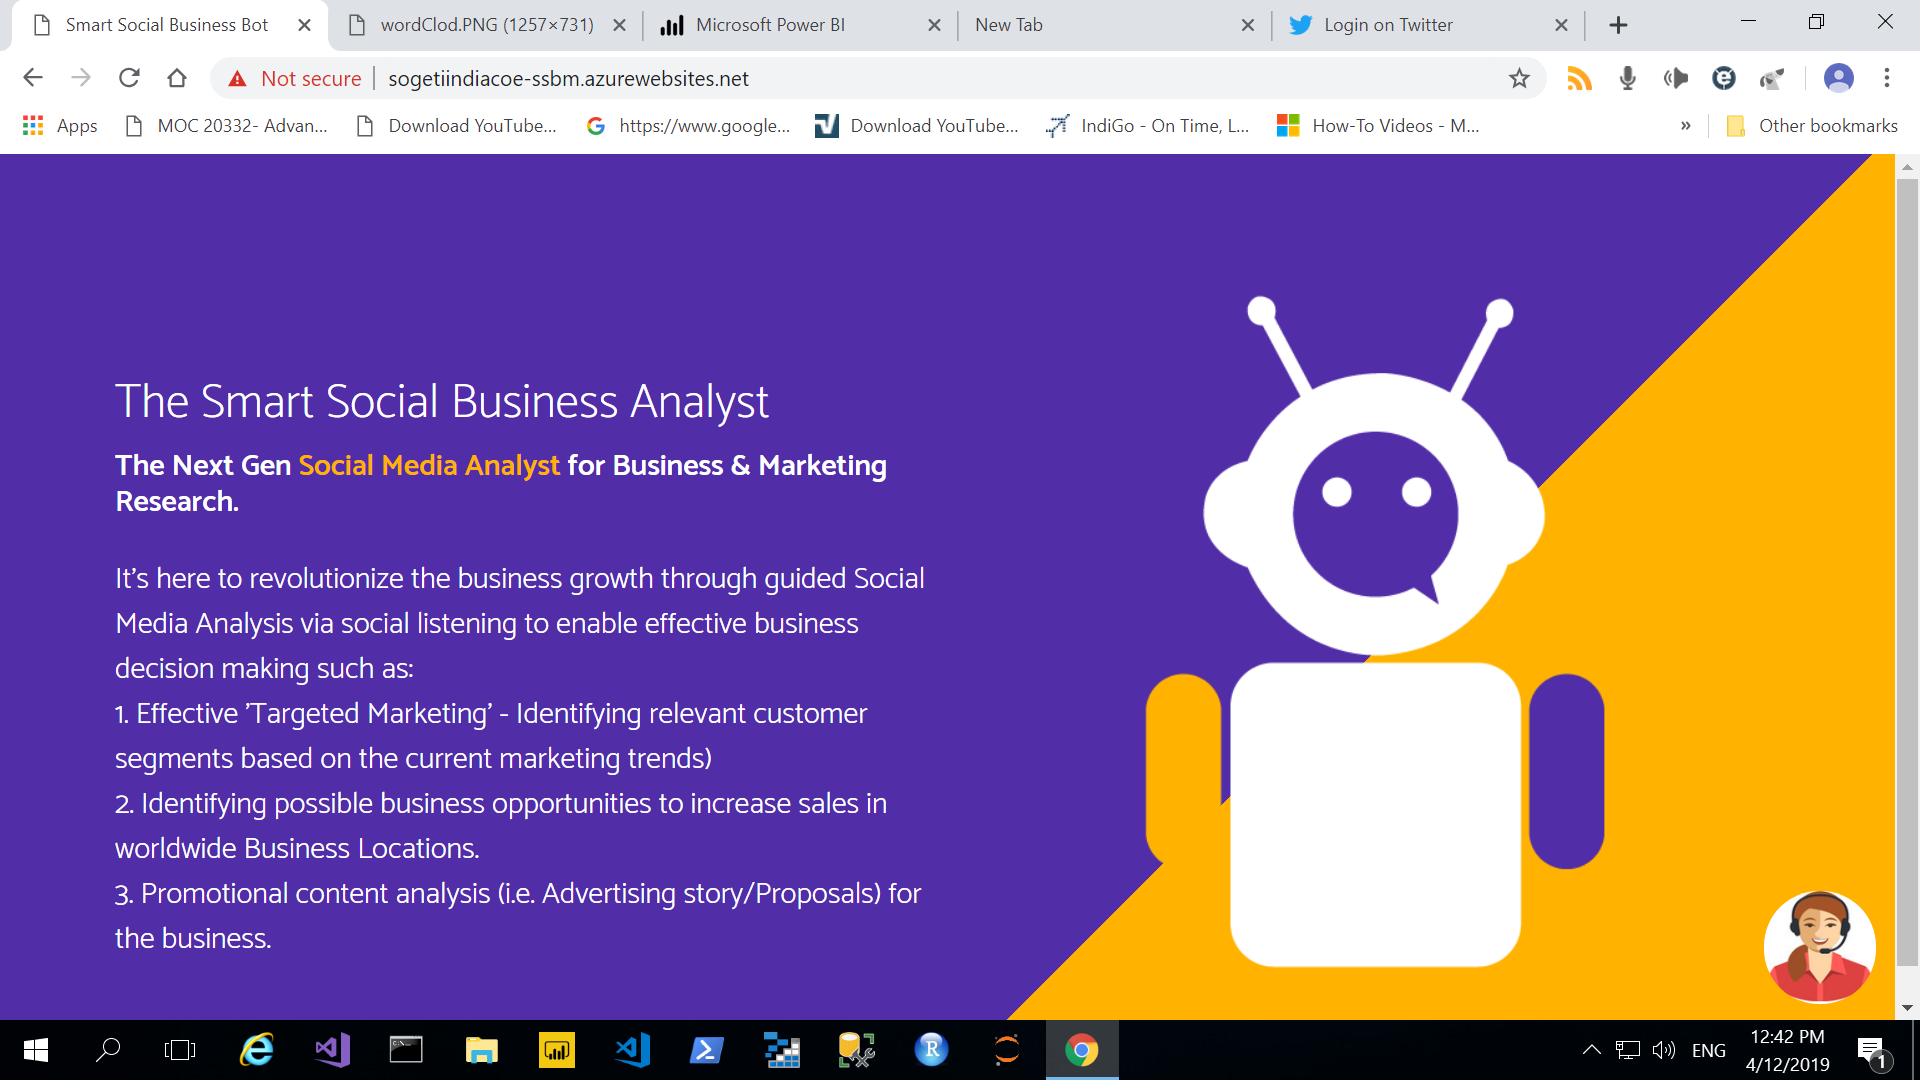 Smart Social Business Bot
wordClod.PNG (1257×731)
Microsoft Power BI
New Tab
Login on Twitter
Not secure
sogetiindiacoe-ssbm.azurewebsites.net
Apps
MOC 20332- Advan...
Download YouTube...
https://www.google...
Download YouTube...
IndiGo - On Time, L...
How-To Videos - M...
»
Other bookmarks
The Smart Social Business Analyst
The Next Gen Social Media Analyst for Business & Marketing
Research.
It's here to revolutionize the business growth through guided Social
Media Analysis via social listening to enable effective business
decision making such as:
1. Effective 'Targeted Marketing' - Identifying relevant customer
segments based on the current marketing trends)
2. Identifying possible business opportunities to increase sales in
worldwide Business Locations.
3. Promotional content analysis (i.e. Advertising story/Proposals) for
the business.
R
ENG
12:42 PM
4/12/2019
1